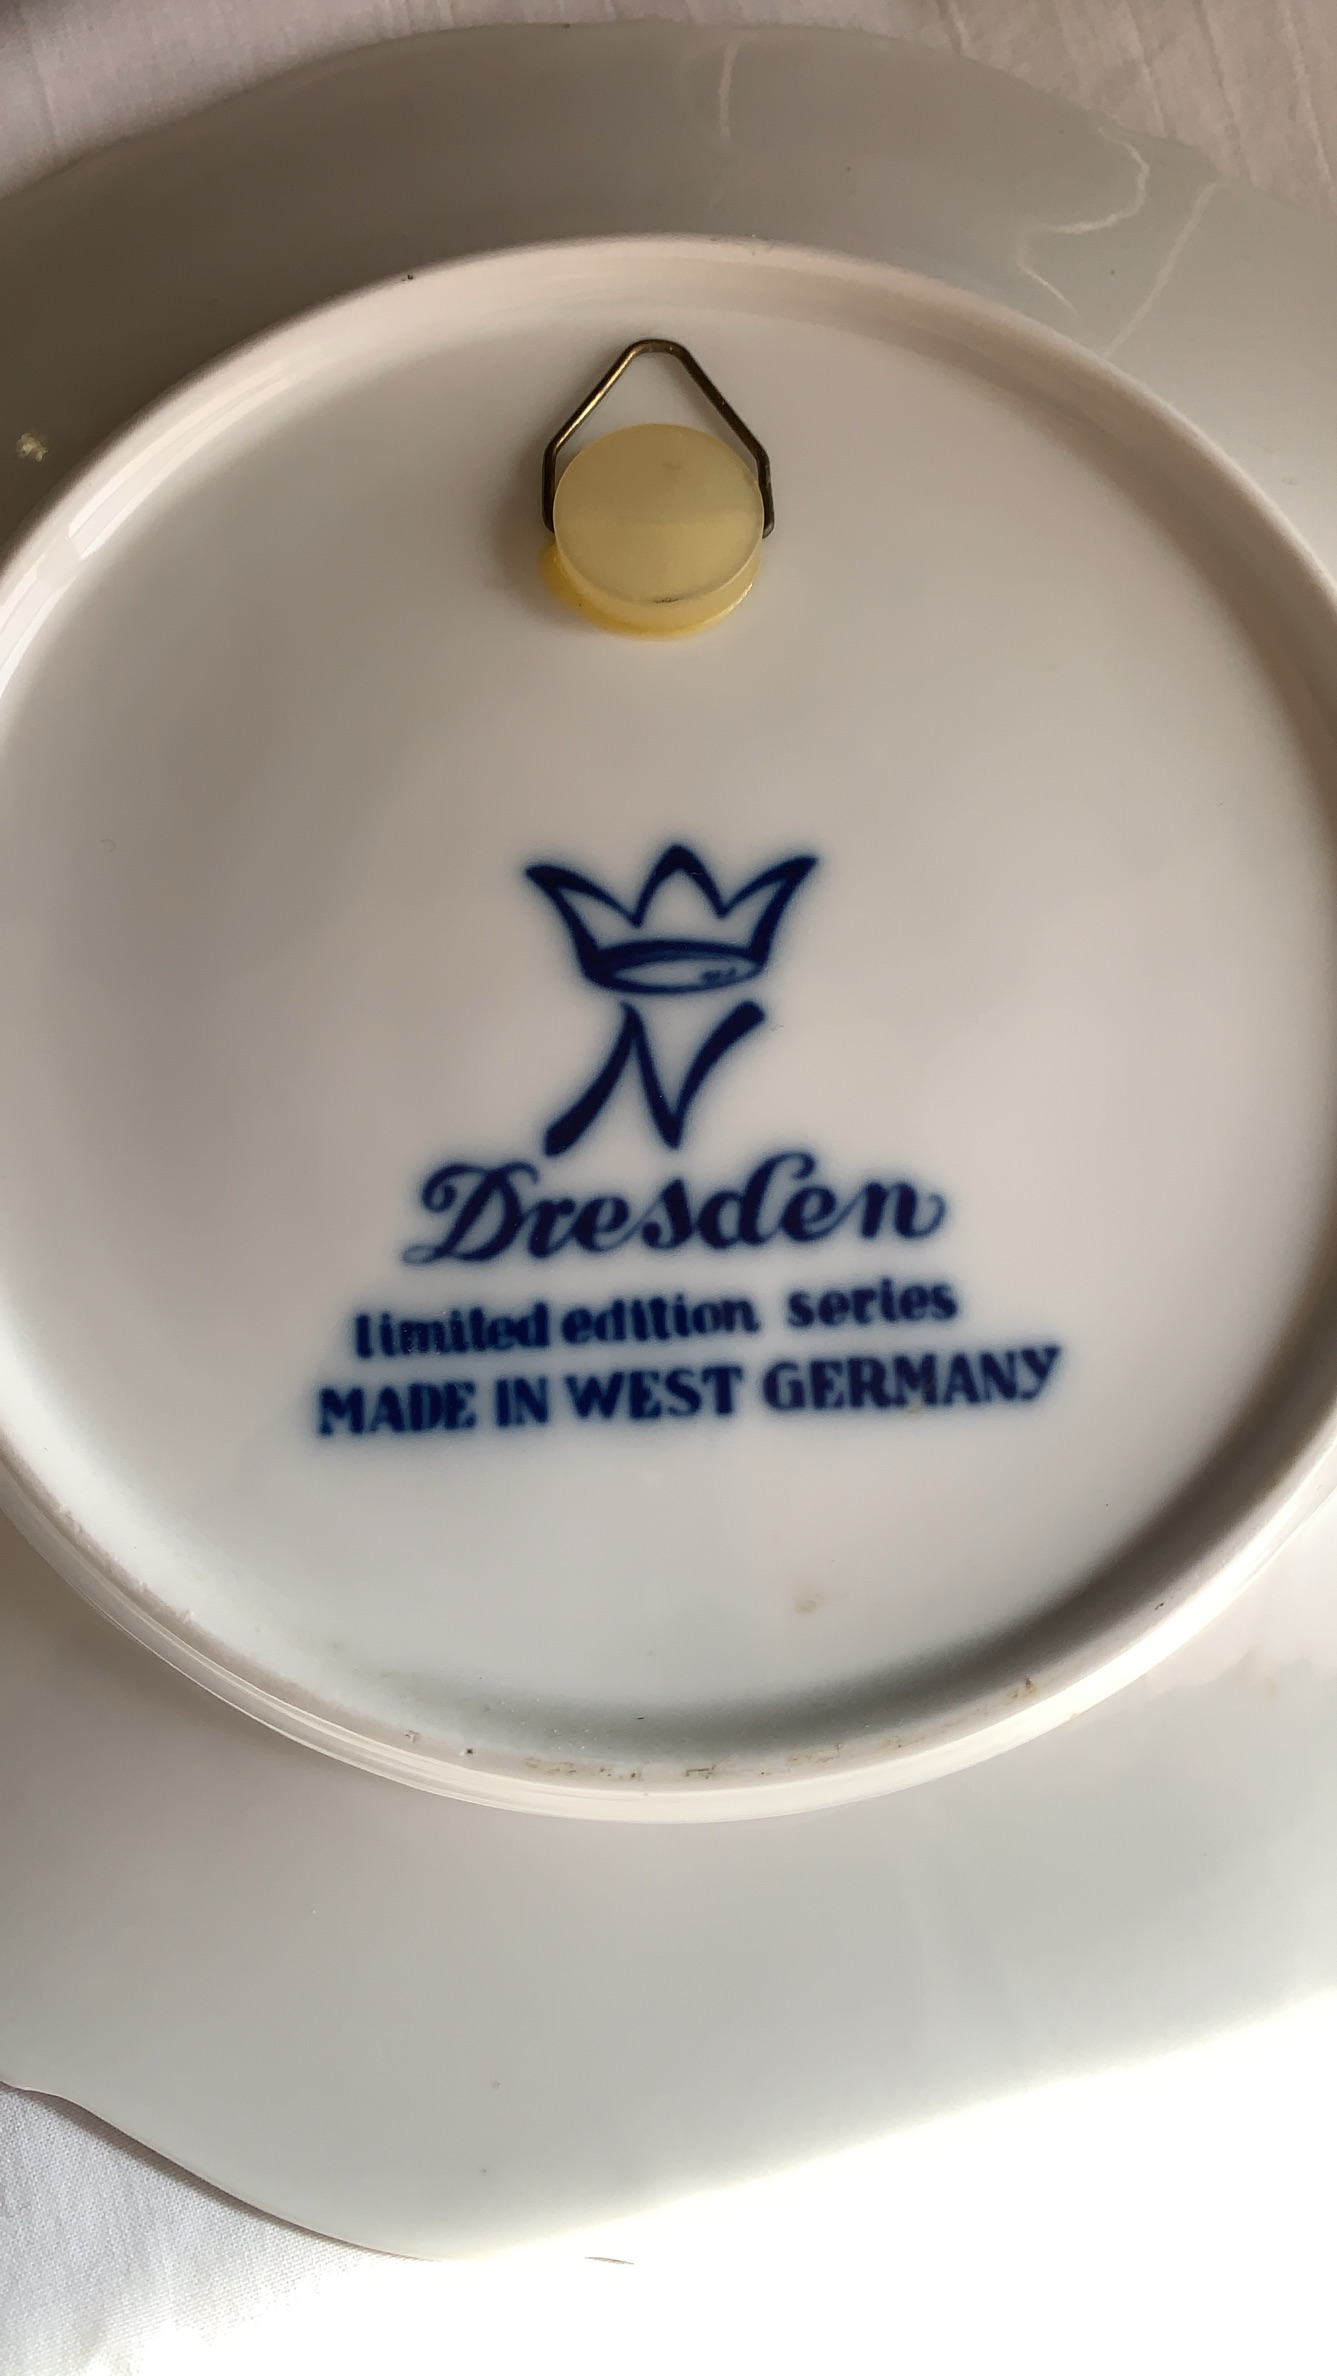 N
Dresden
limited edition series
MADE IN WEST GERMANY